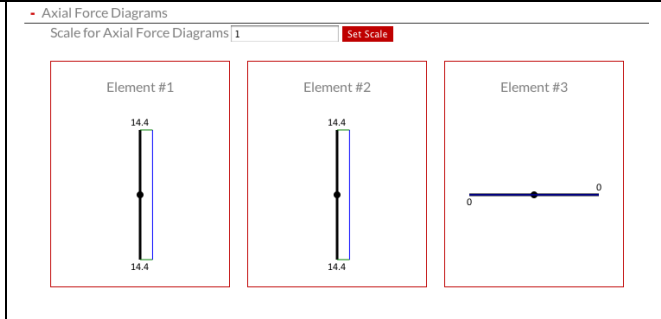 - Axial Force Diagrams
Scale for Axial Force Diagrams 1 Set Scale
Element #1 Element #2 Element #3
14.4 14.4
0 0
14.4 14.4